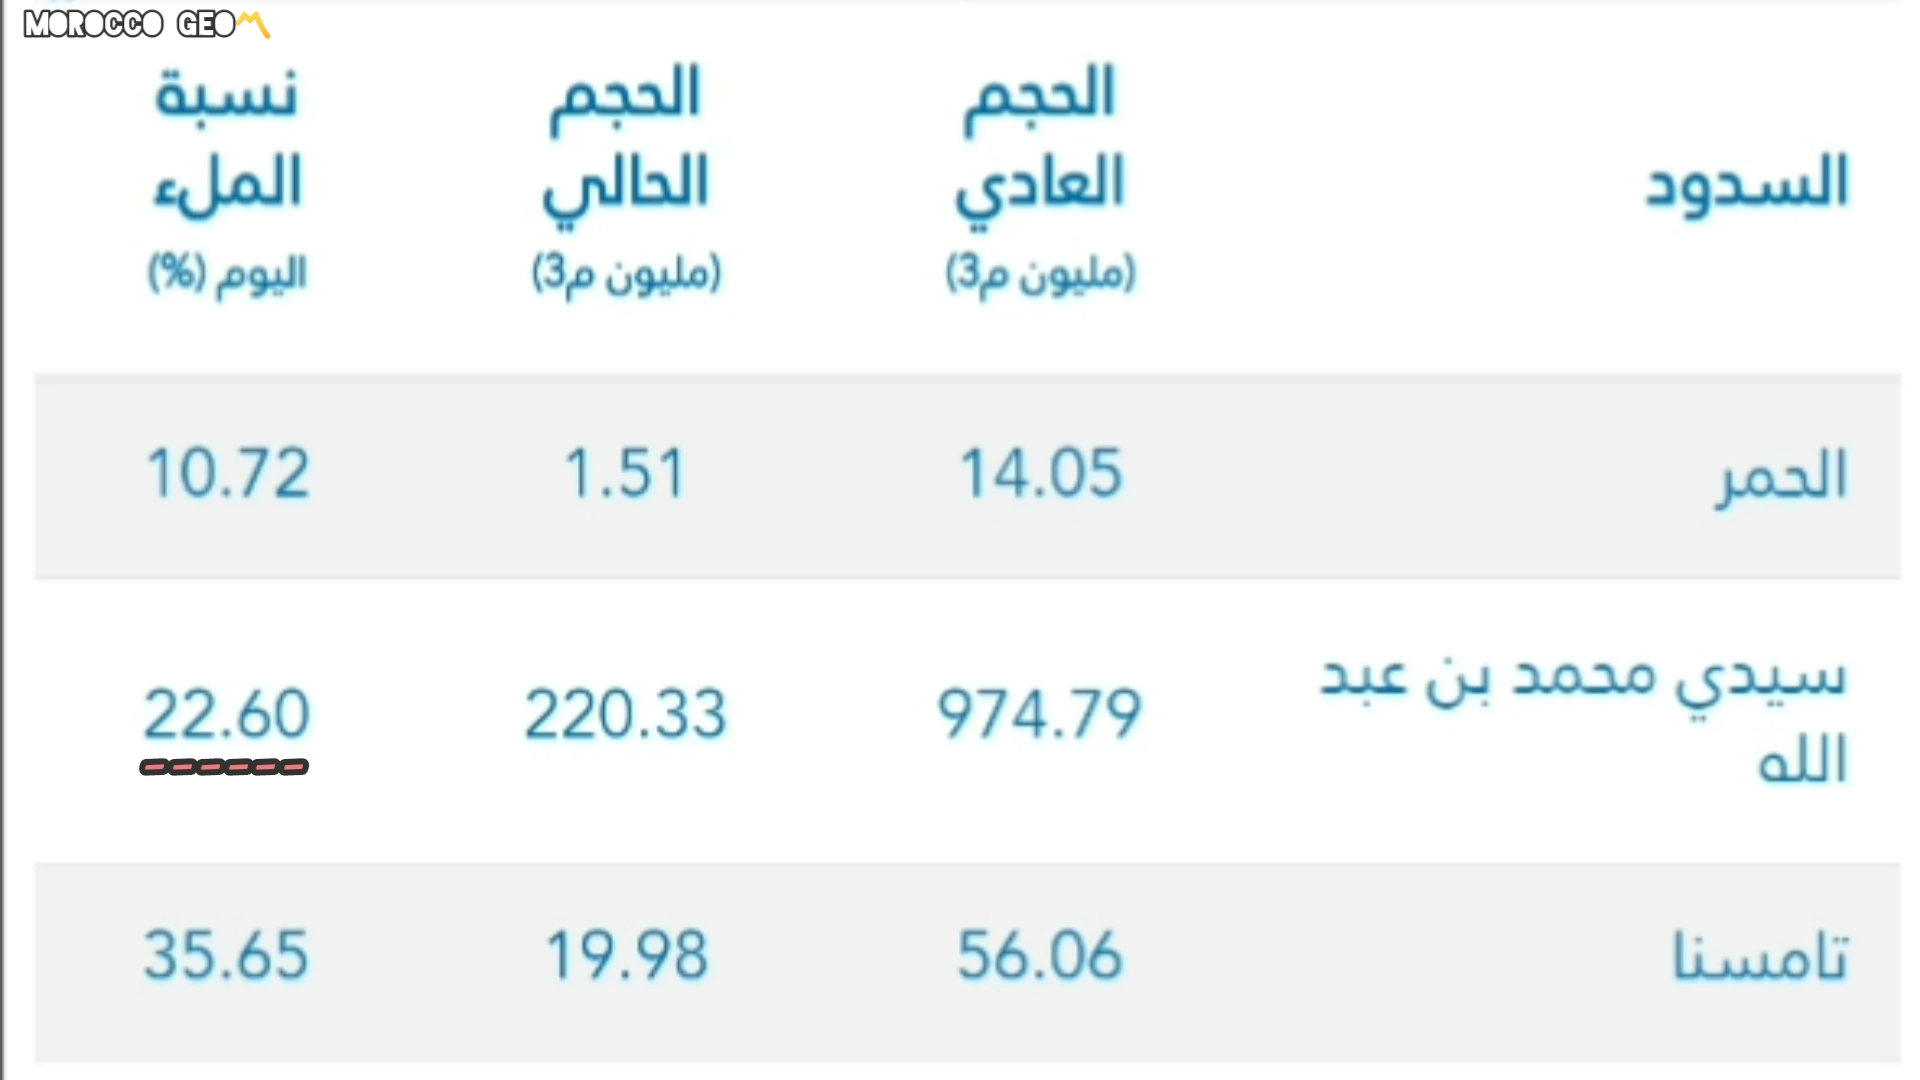 MOROCCO GEO
السدود
الحجم العادي (مليون م3)
الحجم الحالي (مليون م3)
نسبة الملء اليوم (%)
الحمر 14.05 1.51 10.72
سيدي محمد بن عبد
الله
974.79 220.33 22.60
تامسنا 56.06 19.98 35.65